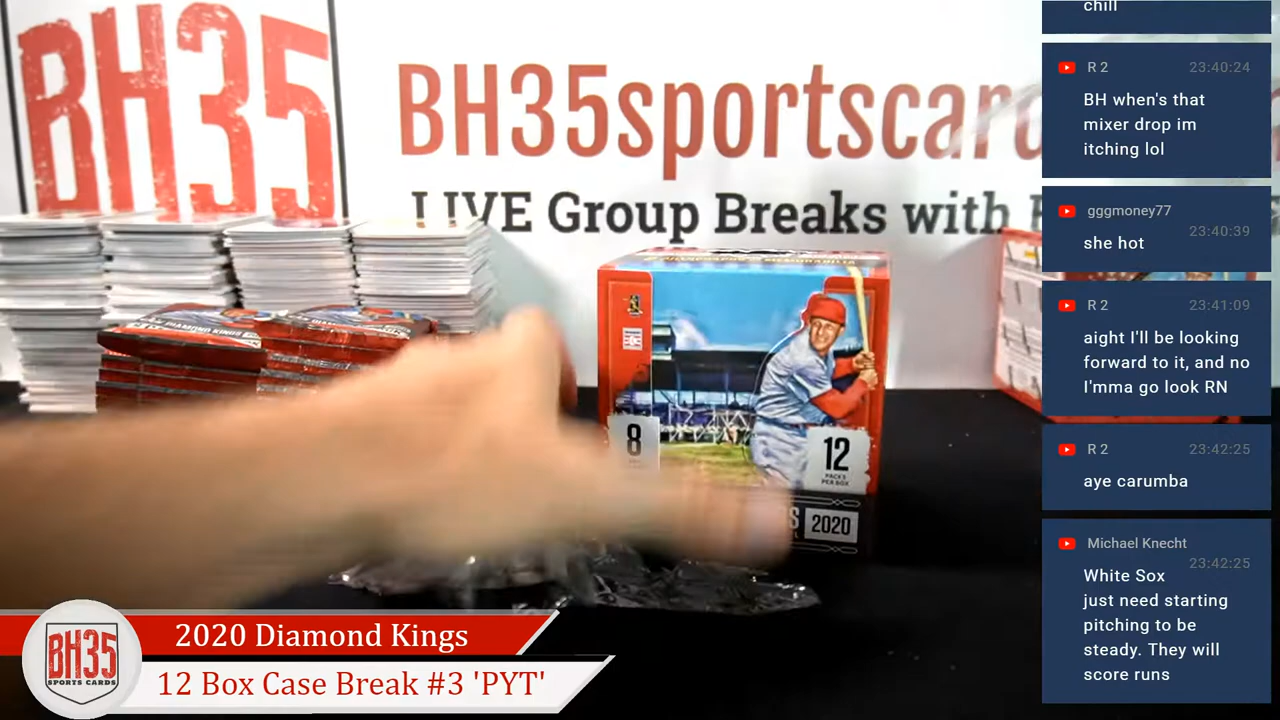 BH35
BH35sportscar
LIVE Group Breaks with
DIAMOND KINGS
8
12
PACKS
PER BOX
2020
chill
R 2 23:40:24
BH when's that
mixer drop im
itching lol
gggmoney77 23:40:39
she hot
R 2 23:41:09
aight I'll be looking
forward to it, and no
I'mma go look RN
R 2 23:42:25
aye carumba
Michael Knecht 23:42:25
White Sox
just need starting
pitching to be
steady. They will
score runs
BH35
SPORTS CARDS
2020 Diamond Kings
12 Box Case Break #3 'PYT'